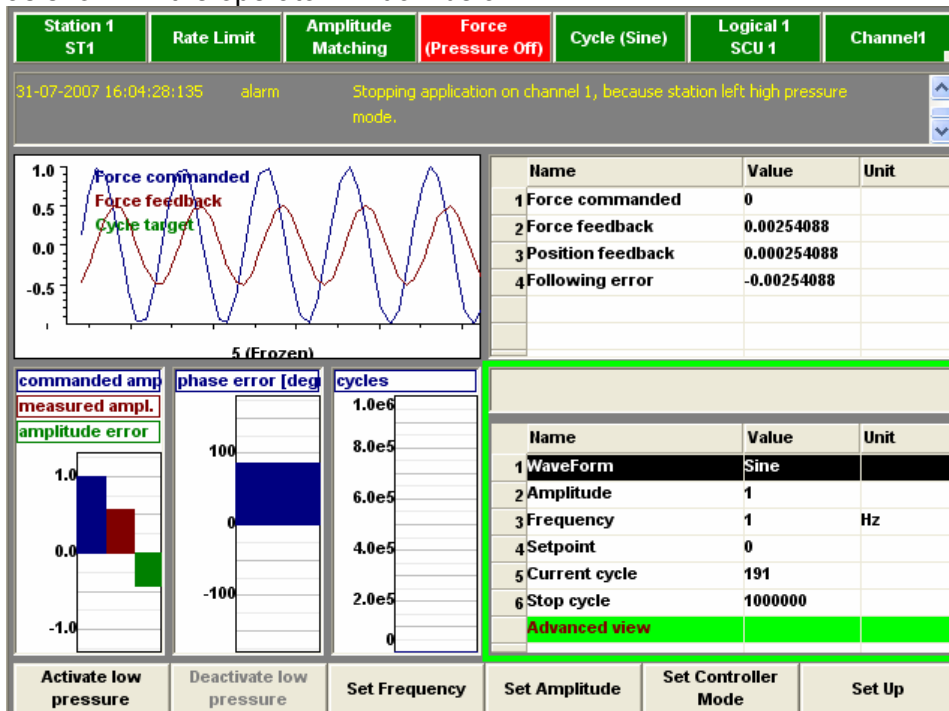 Station 1
ST1
Rate Limit
Amplitude
Matching
Force
(Pressure Off)
Cycle (Sine)
Logical 1
SCU 1
Channel1
31-07-2007 16:04:28:135 alarm Stopping application on channel 1, because station left high pressure
mode.
Force commanded
Force feedback
Cycle target
1.0
0.5
0.0
-0.5
5 (Frozen)
Name Value Unit
1 Force commanded 0
2 Force feedback 0.00254088
3 Position feedback 0.000254088
4 Following error -0.00254088
commanded amp
measured ampl.
amplitude error
1.0
0.0
-1.0
phase error [deg
100
0
-100
cycles
1.0e6
8.0e5
6.0e5
4.0e5
2.0e5
0
Name Value Unit
1 WaveForm Sine
2 Amplitude 1
3 Frequency 1 Hz
4 Setpoint 0
5 Current cycle 191
6 Stop cycle 1000000
Advanced view
Activate low
pressure
Deactivate low
pressure
Set Frequency
Set Amplitude
Set Controller
Mode
Set Up